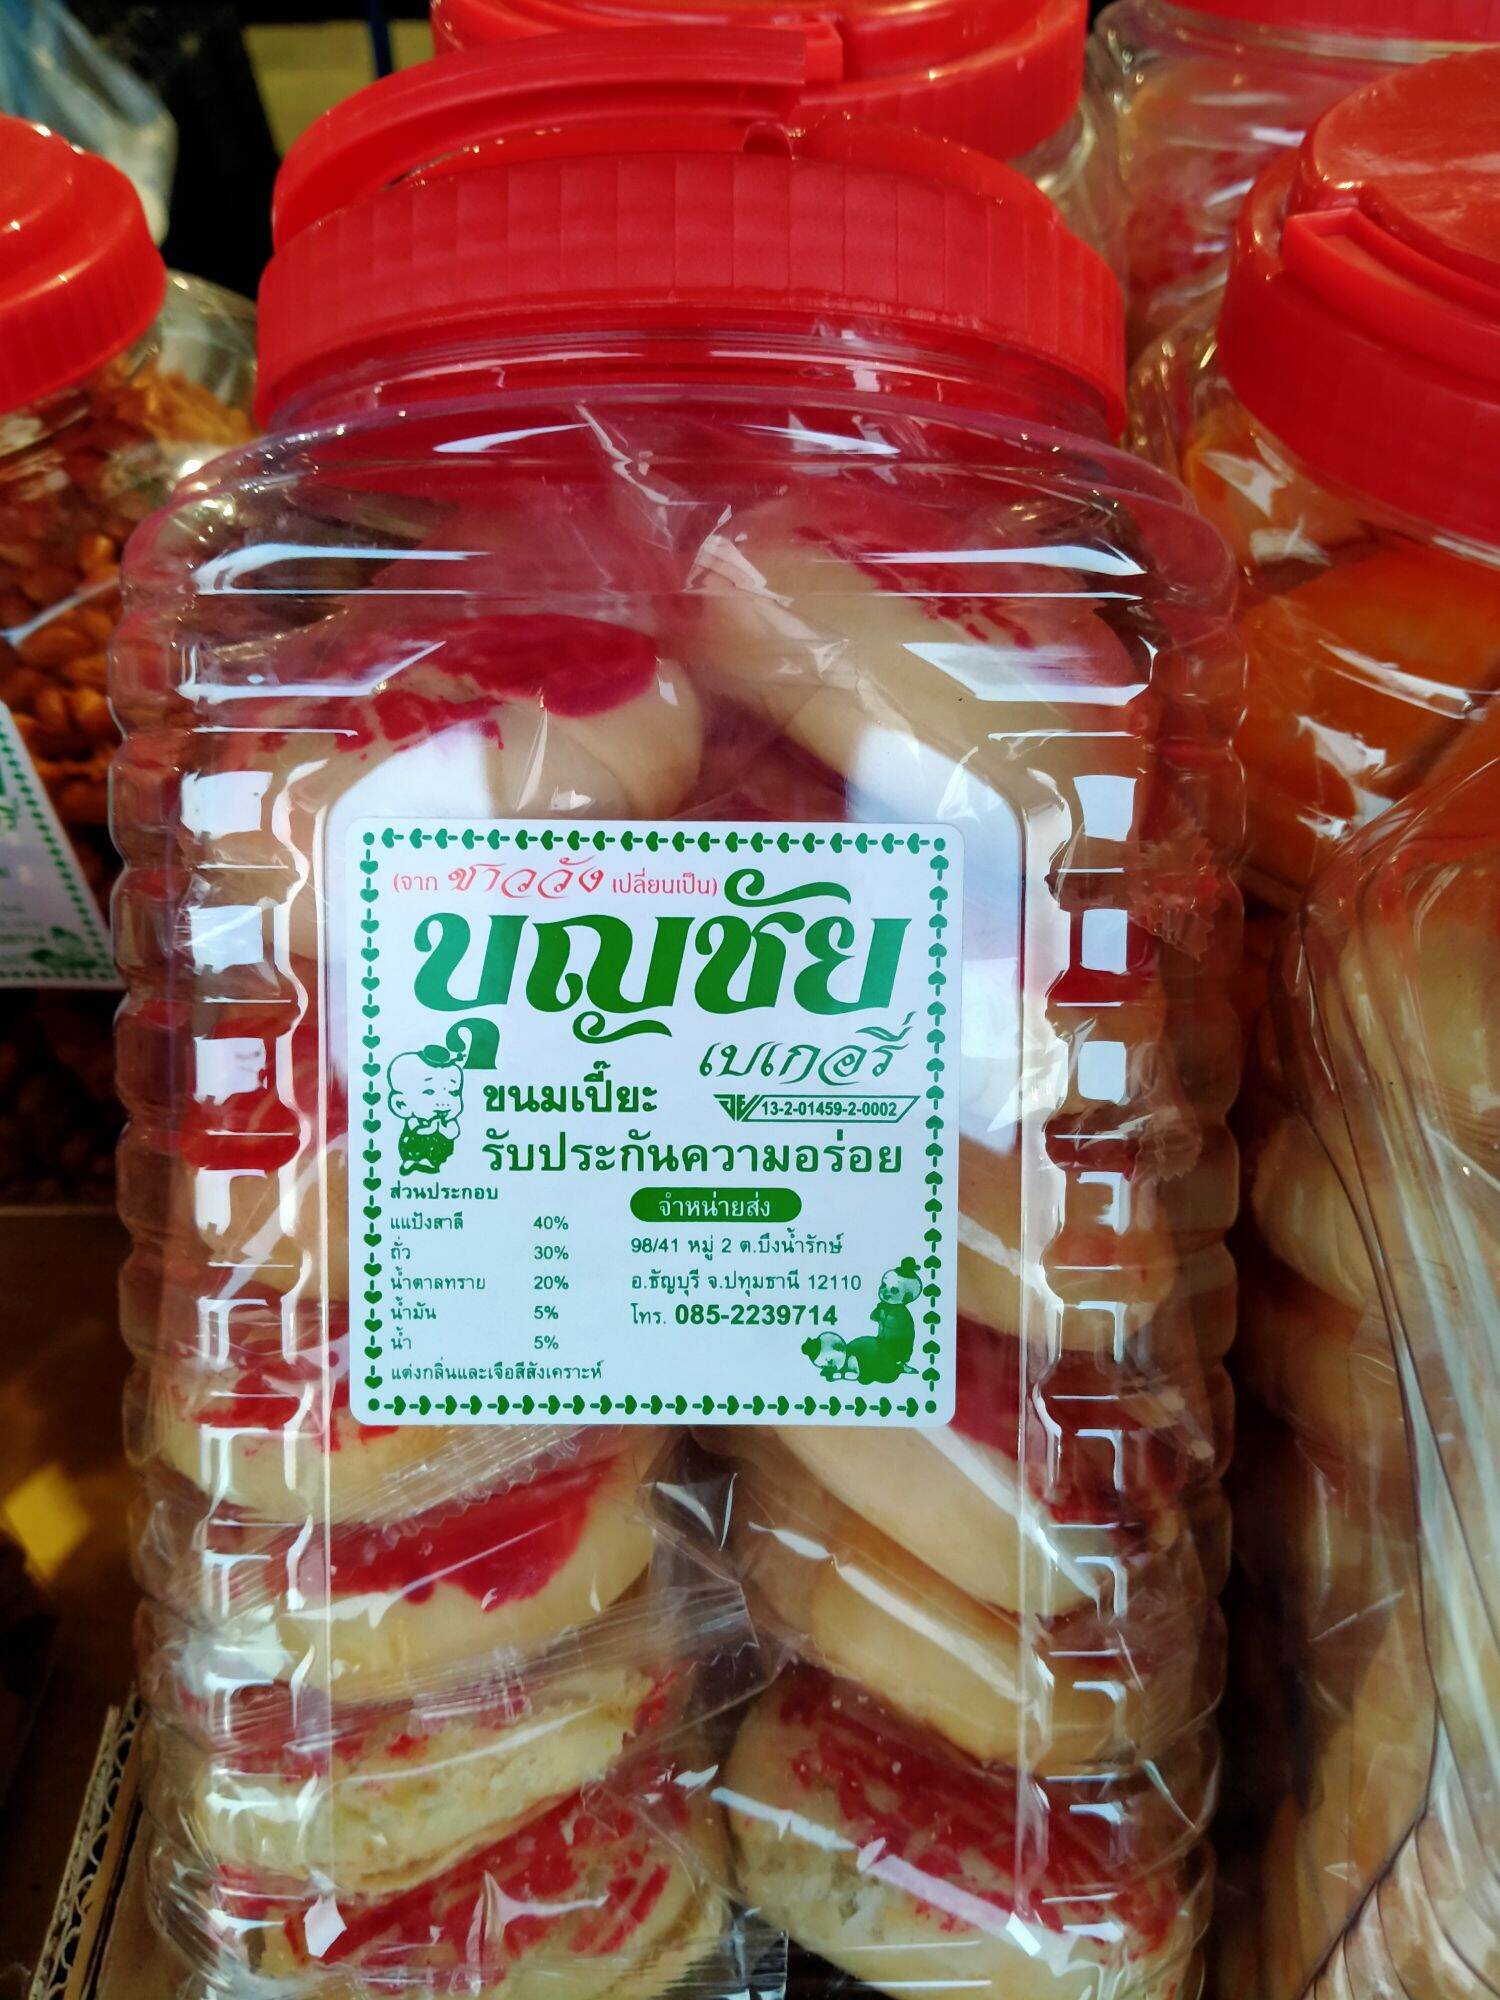 (จาก ชาววัง เปลี่ยนเป็น)
บุญชัย
เบเกอรี่
ขนมเปี๊ยะ
อย 13-2-01459-2-0002
รับประกันความอร่อย
ส่วนประกอบ
แแป้งสาลี 40%
ถั่ว 30%
น้ำตาลทราย 20%
น้ำมัน 5%
น้ำ 5%
แต่งกลิ่นและเจือสีสังเคราะห์
จำหน่ายส่ง
98/41 หมู่ 2 ต.บึงน้ำรักษ์
อ.ธัญบุรี จ.ปทุมธานี 12110
โทร. 085-2239714